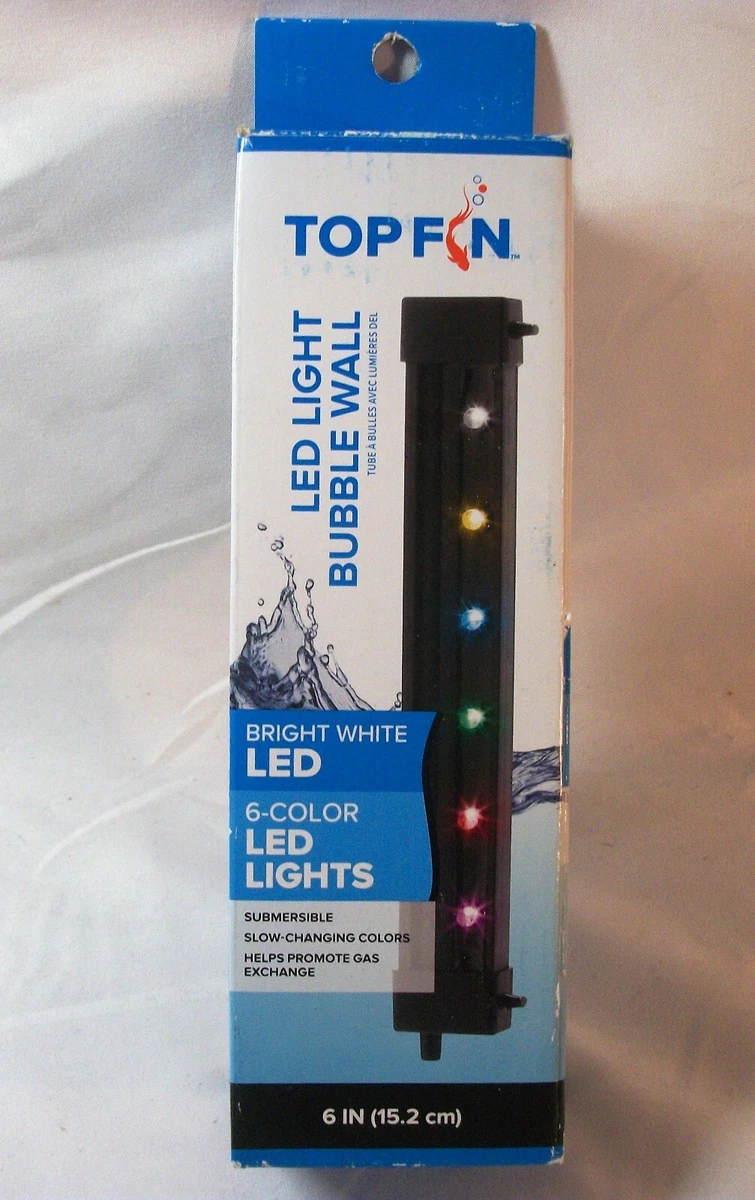 TOP FIN™
LED LIGHT
BUBBLE WALL
TUBE À BULLES AVEC LUMIÈRES DEL
BRIGHT WHITE
LED
6-COLOR
LED
LIGHTS
SUBMERSIBLE
SLOW-CHANGING COLORS
HELPS PROMOTE GAS
EXCHANGE
6 IN (15.2 cm)